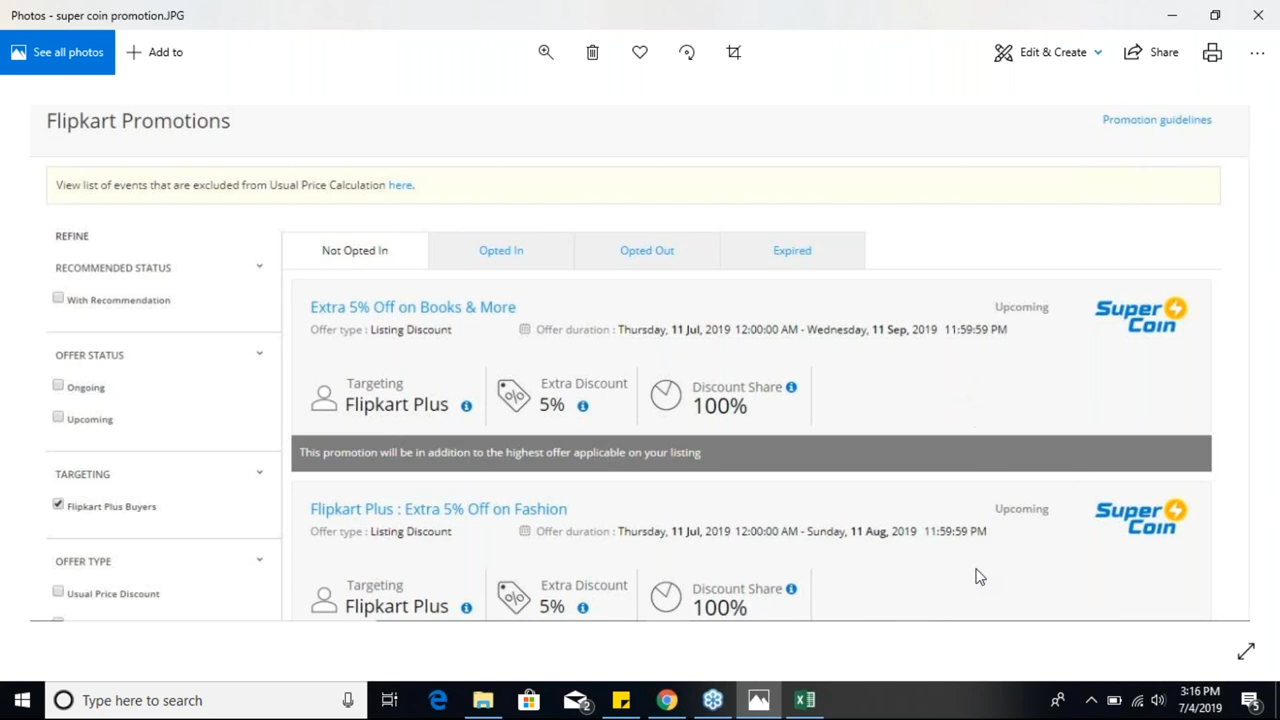 Photos - super coin promotion.JPG
See all photos
Add to
Edit & Create
Share
Flipkart Promotions
Promotion guidelines
View list of events that are excluded from Usual Price Calculation here.
REFINE
RECOMMENDED STATUS
With Recommendation
OFFER STATUS
Ongoing
Upcoming
TARGETING
Flipkart Plus Buyers
OFFER TYPE
Usual Price Discount
Not Opted In
Opted In
Opted Out
Expired
Extra 5% Off on Books & More
Upcoming
Super Coin
Offer type : Listing Discount
Offer duration : Thursday, 11 Jul, 2019 12:00:00 AM - Wednesday, 11 Sep, 2019 11:59:59 PM
Targeting
Flipkart Plus
Extra Discount
5%
Discount Share
100%
This promotion will be in addition to the highest offer applicable on your listing
Flipkart Plus : Extra 5% Off on Fashion
Upcoming
Super Coin
Offer type : Listing Discount
Offer duration : Thursday, 11 Jul, 2019 12:00:00 AM - Sunday, 11 Aug, 2019 11:59:59 PM
Targeting
Flipkart Plus
Extra Discount
5%
Discount Share
100%
Type here to search
2
3:16 PM
7/4/2019
5